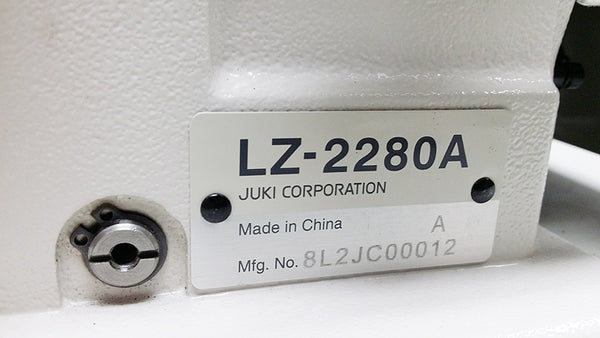 LZ-2280A
JUKI CORPORATION
Made in China A
Mfg. No. 8L2JC00012